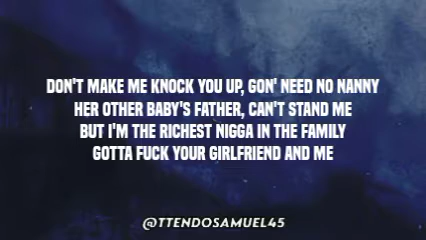 DON'T MAKE ME KNOCK YOU UP, GON' NEED NO NANNY
HER OTHER BABY'S FATHER, CAN'T STAND ME
BUT I'M THE RICHEST NIGGA IN THE FAMILY
GOTTA FUCK YOUR GIRLFRIEND AND ME
@TTENDOSAMUEL45